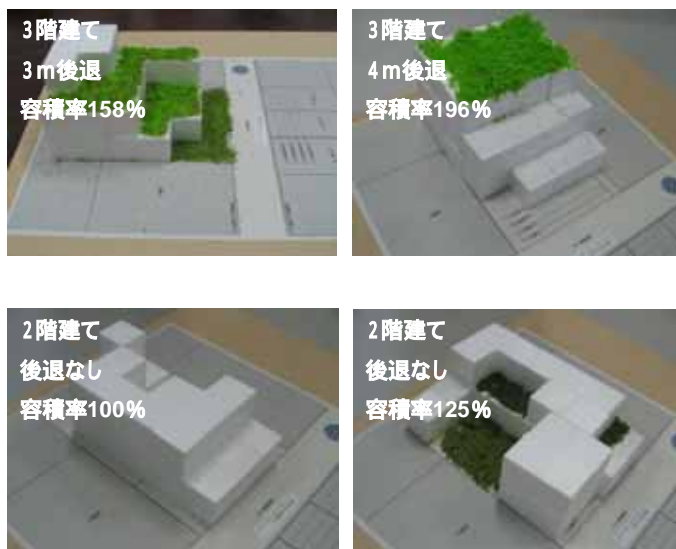 3階建て
3m後退
容積率158%
3階建て
4m後退
容積率196%
2階建て
後退なし
容積率100%
2階建て
後退なし
容積率125%